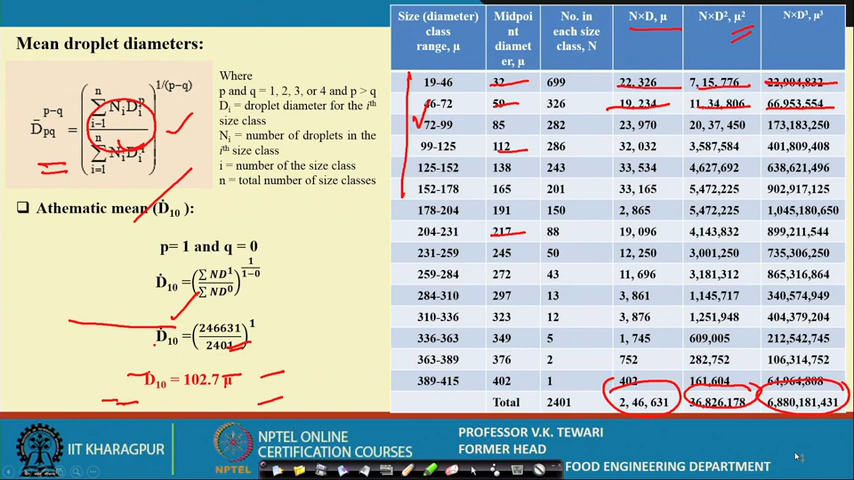 Mean droplet diameters:
D̄ₚq^p-q = ( Σ^n_i-1 NᵢDᵢ^p / Σ^n_i=1 NᵢDᵢ^q )^1/(p-q)
Where
p and q = 1, 2, 3, or 4 and p > q
Dᵢ = droplet diameter for the iᵗʰ
size class
Nᵢ = number of droplets in the
iᵗʰ size class
i = number of the size class
n = total number of size classes
❑ Athematic mean (Ḋ₁₀ ):
p= 1 and q = 0
Ḋ₁₀ =(∑ ND¹ / ∑ ND⁰)^1/1−0
Ḋ₁₀ =(246631 / 2401)¹
D₁₀ = 102.7 μ
Size (diameter) class range, μ | Midpoi nt diamet er, μ | No. in each size class, N | N×D, μ | N×D², μ² | N×D³, μ³
19-46 32 699 22, 326 7, 15, 776 22,904,832
46-72 59 326 19, 234 11, 34, 806 66,953,554
72-99 85 282 23, 970 20, 37, 450 173,183,250
99-125 112 286 32, 032 3,587,584 401,809,408
125-152 138 243 33, 534 4,627,692 638,621,496
152-178 165 201 33, 165 5,472,225 902,917,125
178-204 191 150 2, 865 5,472,225 1,045,180,650
204-231 217 88 19, 096 4,143,832 899,211,544
231-259 245 50 12, 250 3,001,250 735,306,250
259-284 272 43 11, 696 3,181,312 865,316,864
284-310 297 13 3, 861 1,145,717 340,574,949
310-336 323 12 3, 876 1,251,948 404,379,204
336-363 349 5 1, 745 609,005 212,542,745
363-389 376 2 752 282,752 106,314,752
389-415 402 1 402 161,604 64,964,808
Total 2401 2, 46, 631 36,826,178 6,880,181,431
IIT KHARAGPUR
NPTEL
NPTEL ONLINE
CERTIFICATION COURSES
PROFESSOR V.K. TEWARI
FORMER HEAD
FOOD ENGINEERING DEPARTMENT